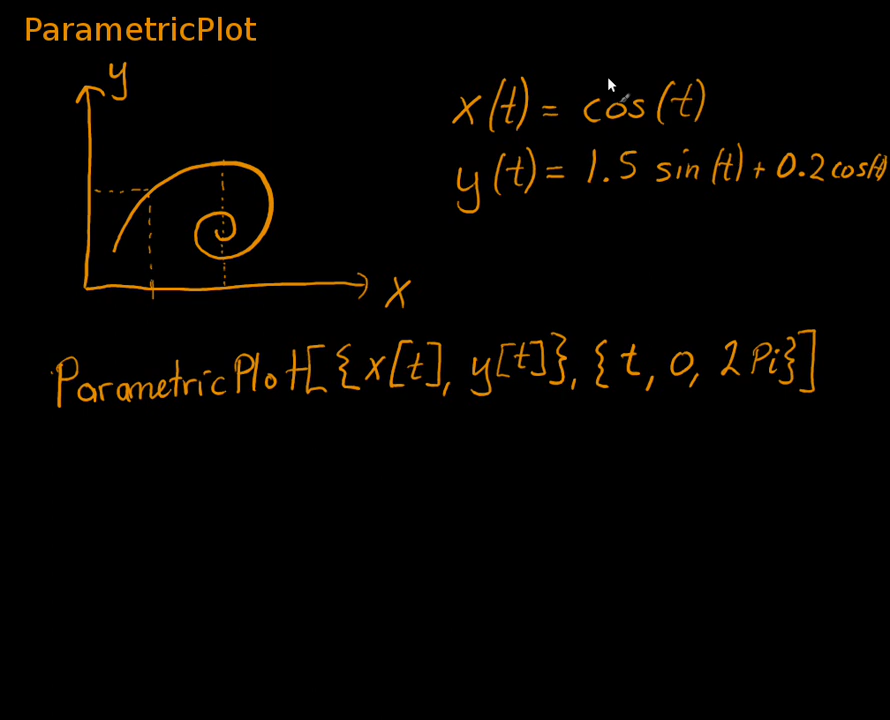 ParametricPlot
y
x(t) = cos(t)
y(t) = 1.5 sin(t) + 0.2 cos(t)
x
ParametricPlot[{x[t], y[t]}, {t, 0, 2Pi}]